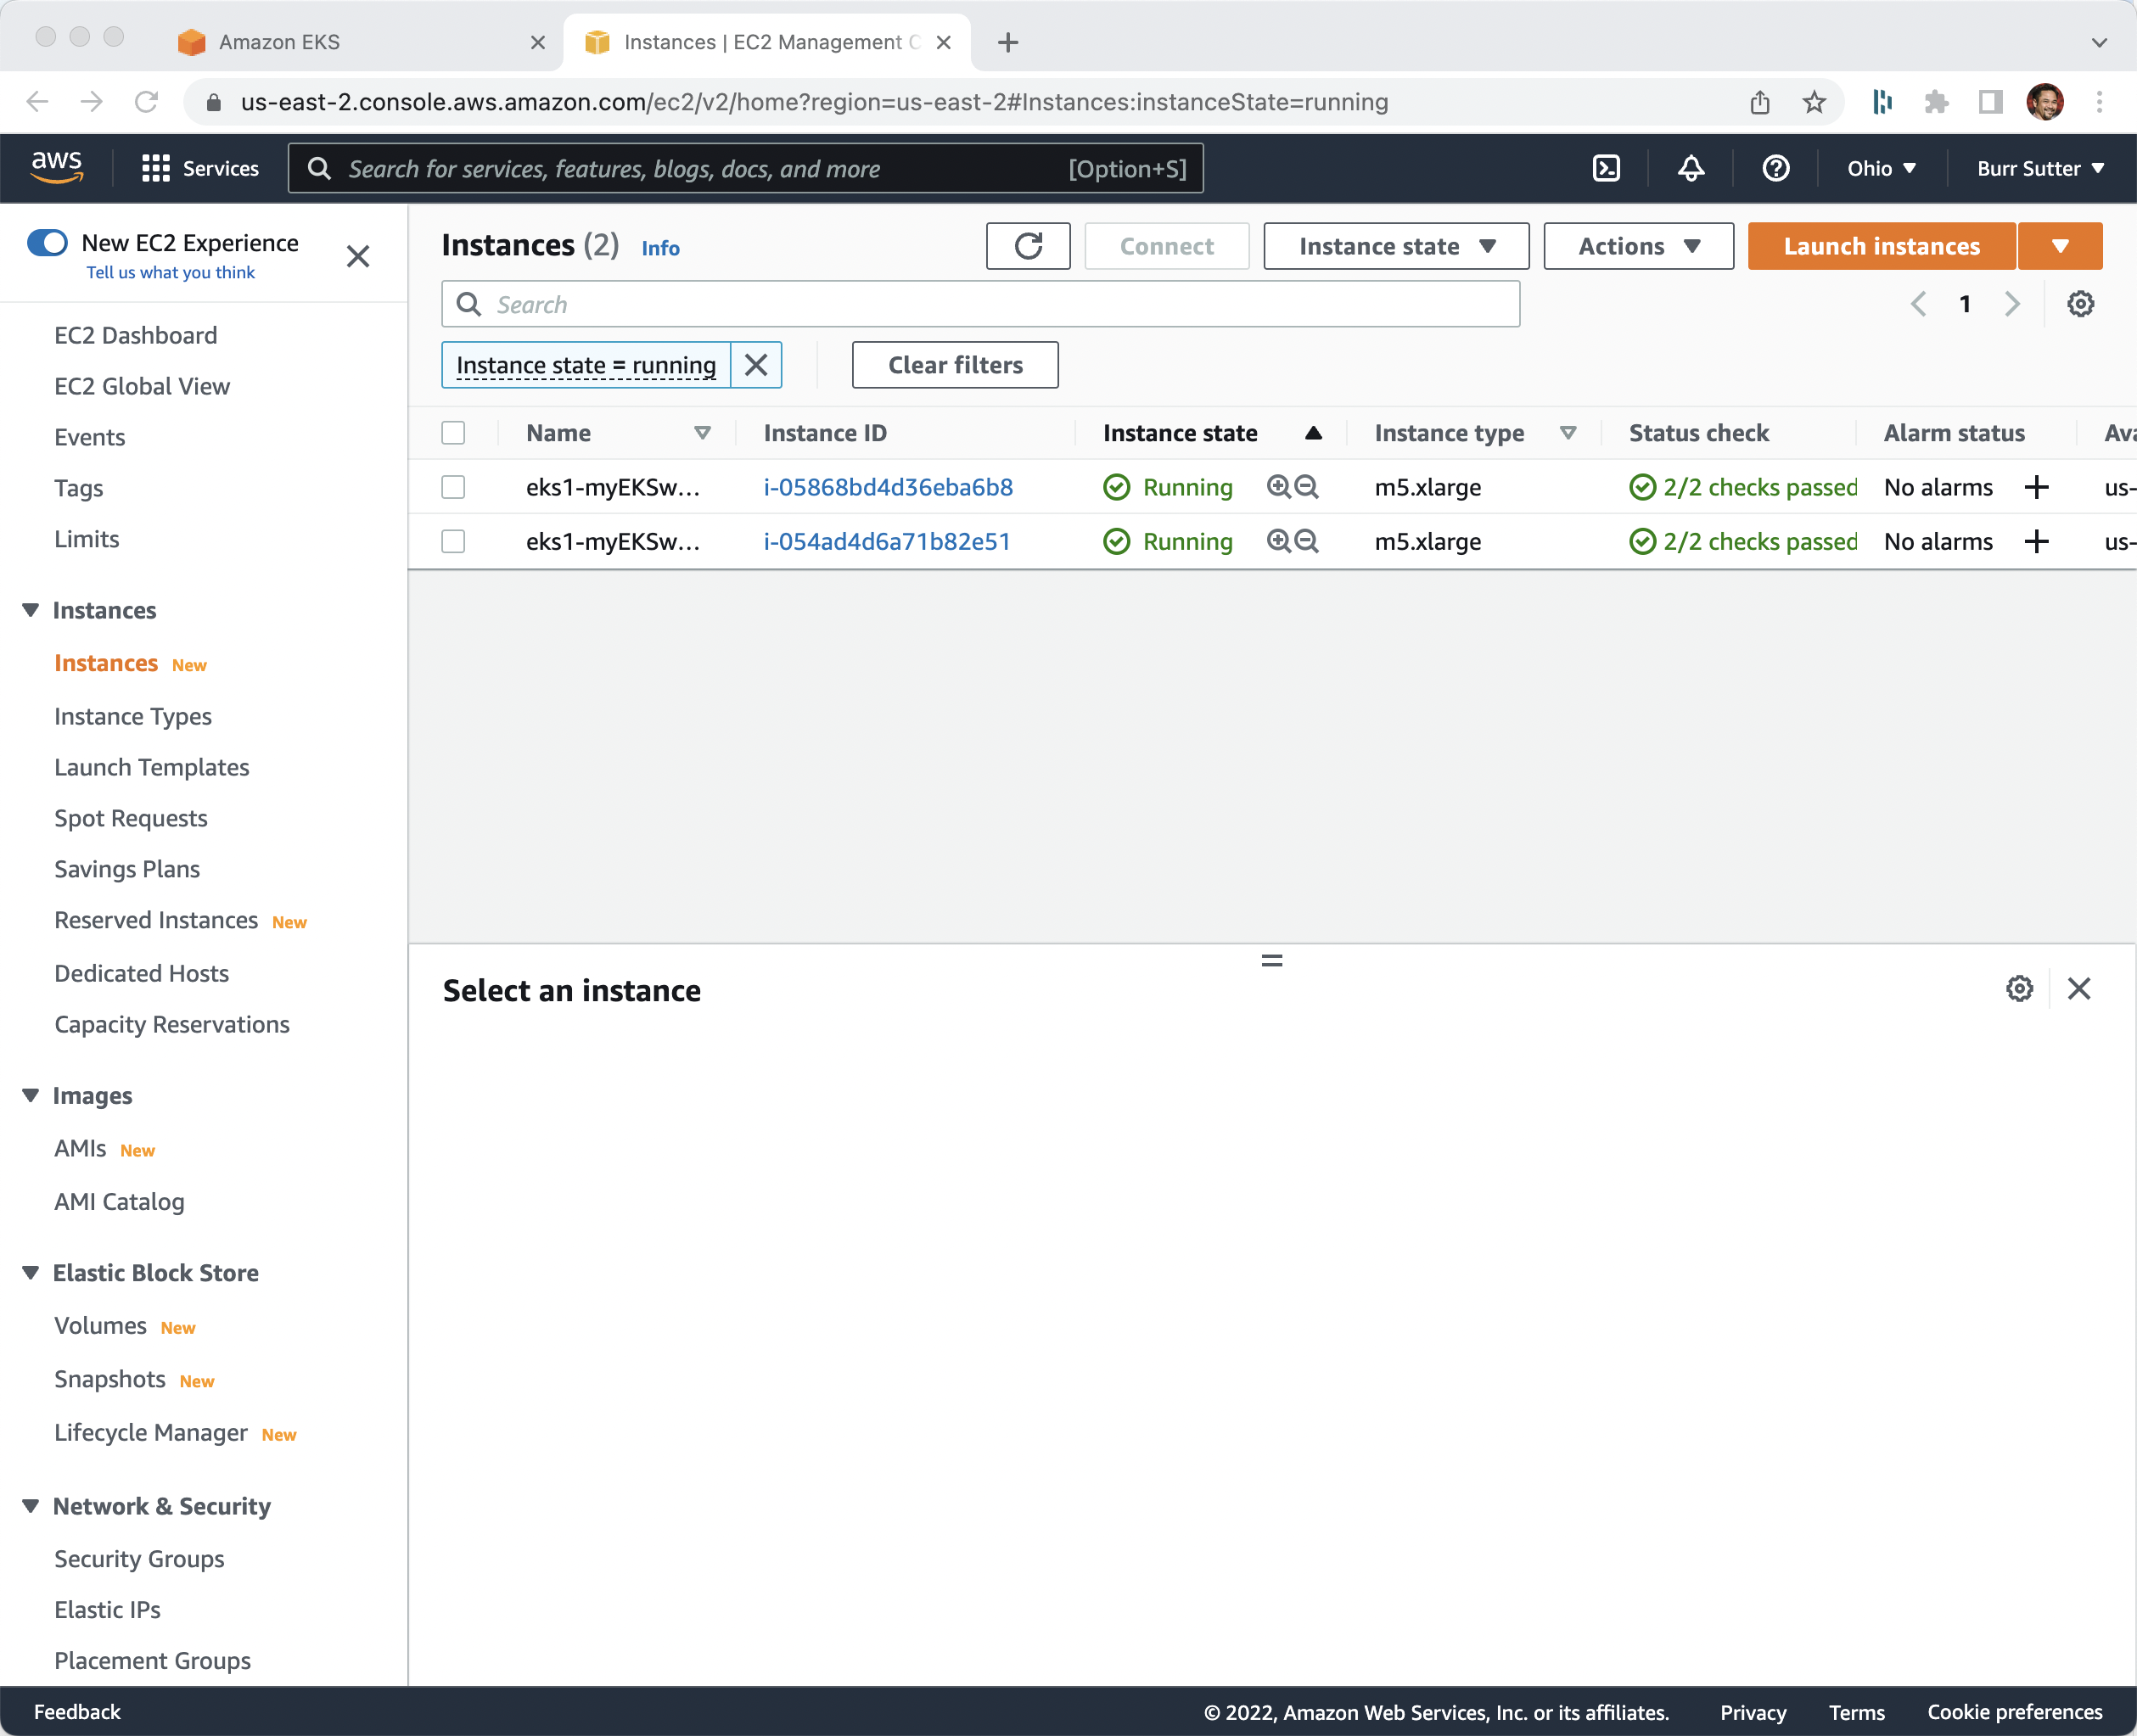 Amazon EKS
Instances | EC2 Management C
us-east-2.console.aws.amazon.com/ec2/v2/home?region=us-east-2#Instances:instanceState=running
aws
Services
Search for services, features, blogs, docs, and more
[Option+S]
Ohio
Burr Sutter
New EC2 Experience
Tell us what you think
EC2 Dashboard
EC2 Global View
Events
Tags
Limits
Instances
Instances New
Instance Types
Launch Templates
Spot Requests
Savings Plans
Reserved Instances New
Dedicated Hosts
Capacity Reservations
Images
AMIs New
AMI Catalog
Elastic Block Store
Volumes New
Snapshots New
Lifecycle Manager New
Network & Security
Security Groups
Elastic IPs
Placement Groups
Instances (2) Info
Connect
Instance state
Actions
Launch instances
Search
1
Instance state = running
Clear filters
Name Instance ID Instance state Instance type Status check Alarm status Ava
eks1-myEKSw... i-05868bd4d36eba6b8 Running m5.xlarge 2/2 checks passed No alarms + us-
eks1-myEKSw... i-054ad4d6a71b82e51 Running m5.xlarge 2/2 checks passed No alarms + us-
Select an instance
Feedback
© 2022, Amazon Web Services, Inc. or its affiliates.
Privacy
Terms
Cookie preferences